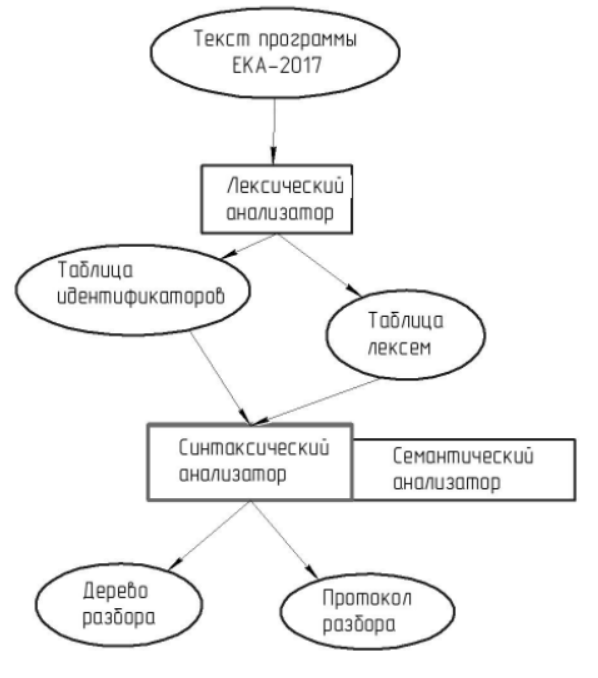 Текст программы
ЕКА-2017
Лексический
анализатор
Таблица
идентификаторов
Таблица
лексем
Синтаксический
анализатор
Семантический
анализатор
Дерево
разбора
Протокол
разбора